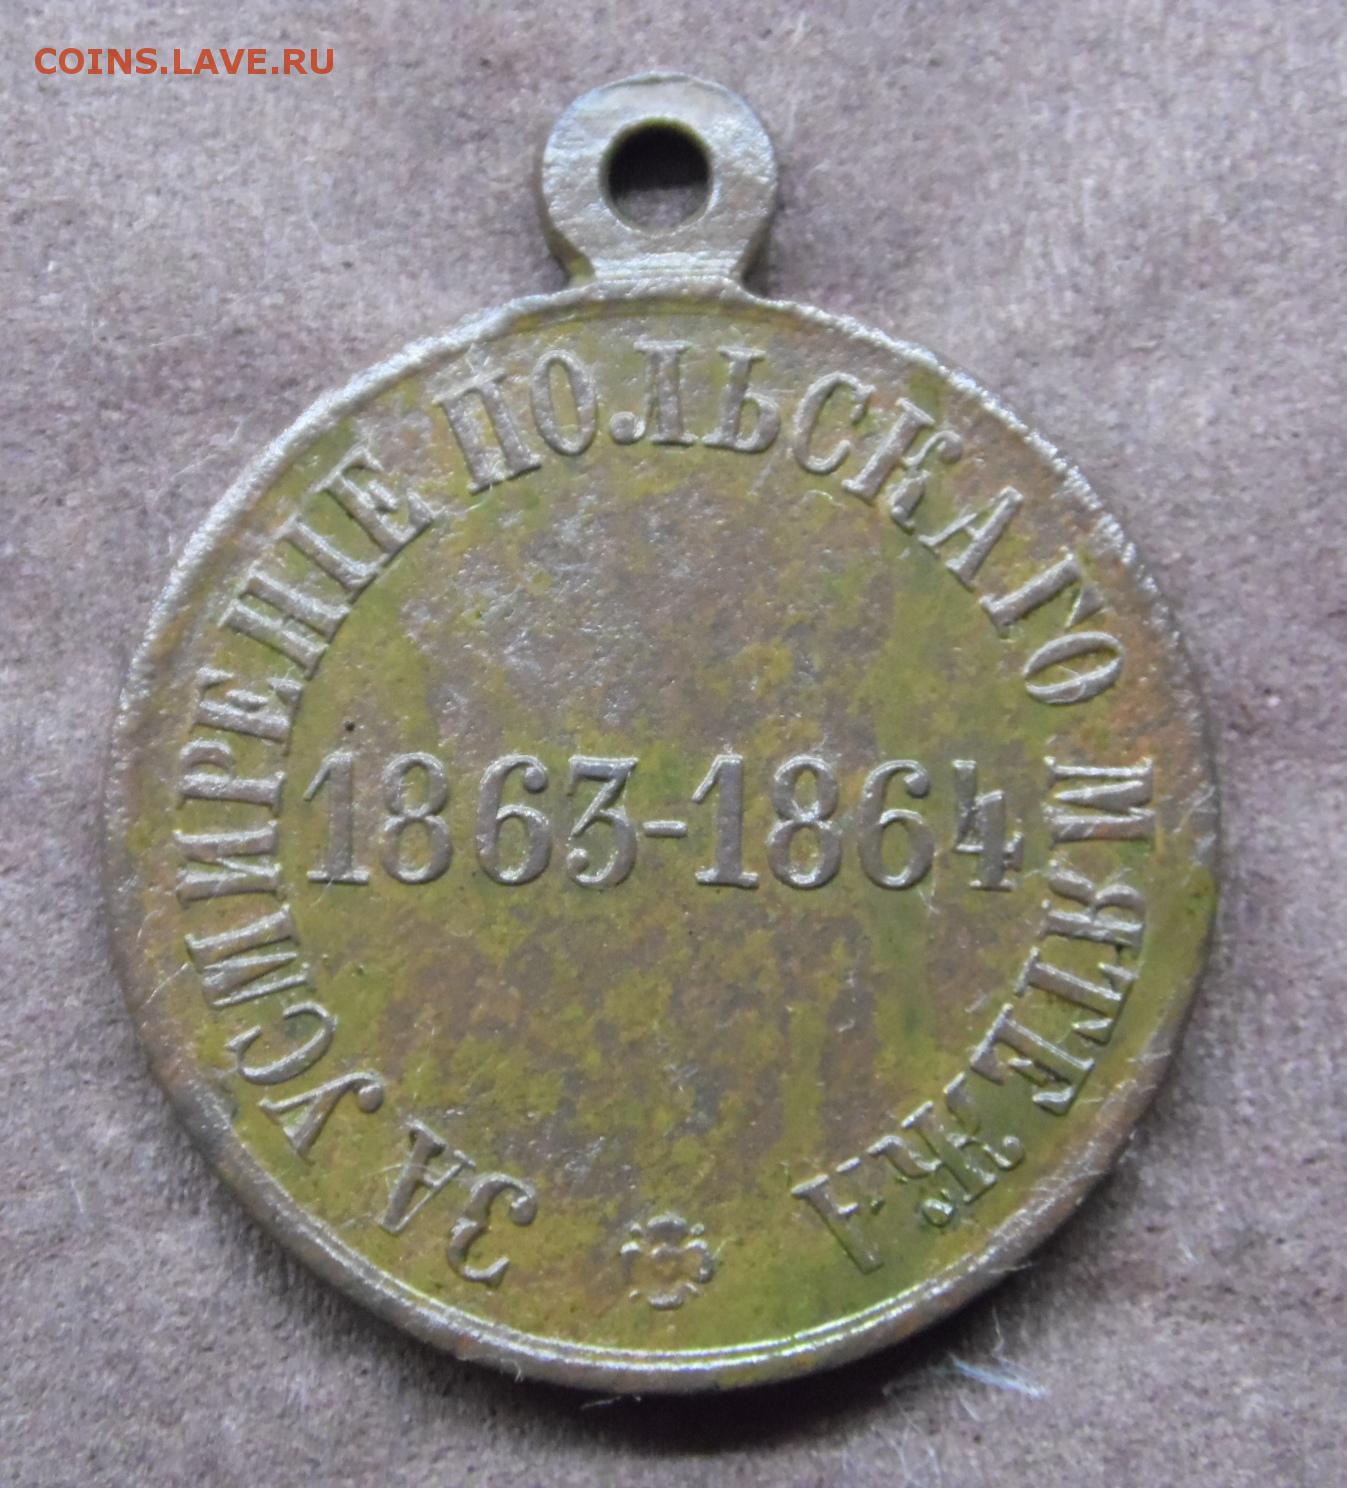 COINS.LAVE.RU
ЗА УСМИРЕНІЕ ПОЛЬСКАГО МЯТЕЖА
1863-1864